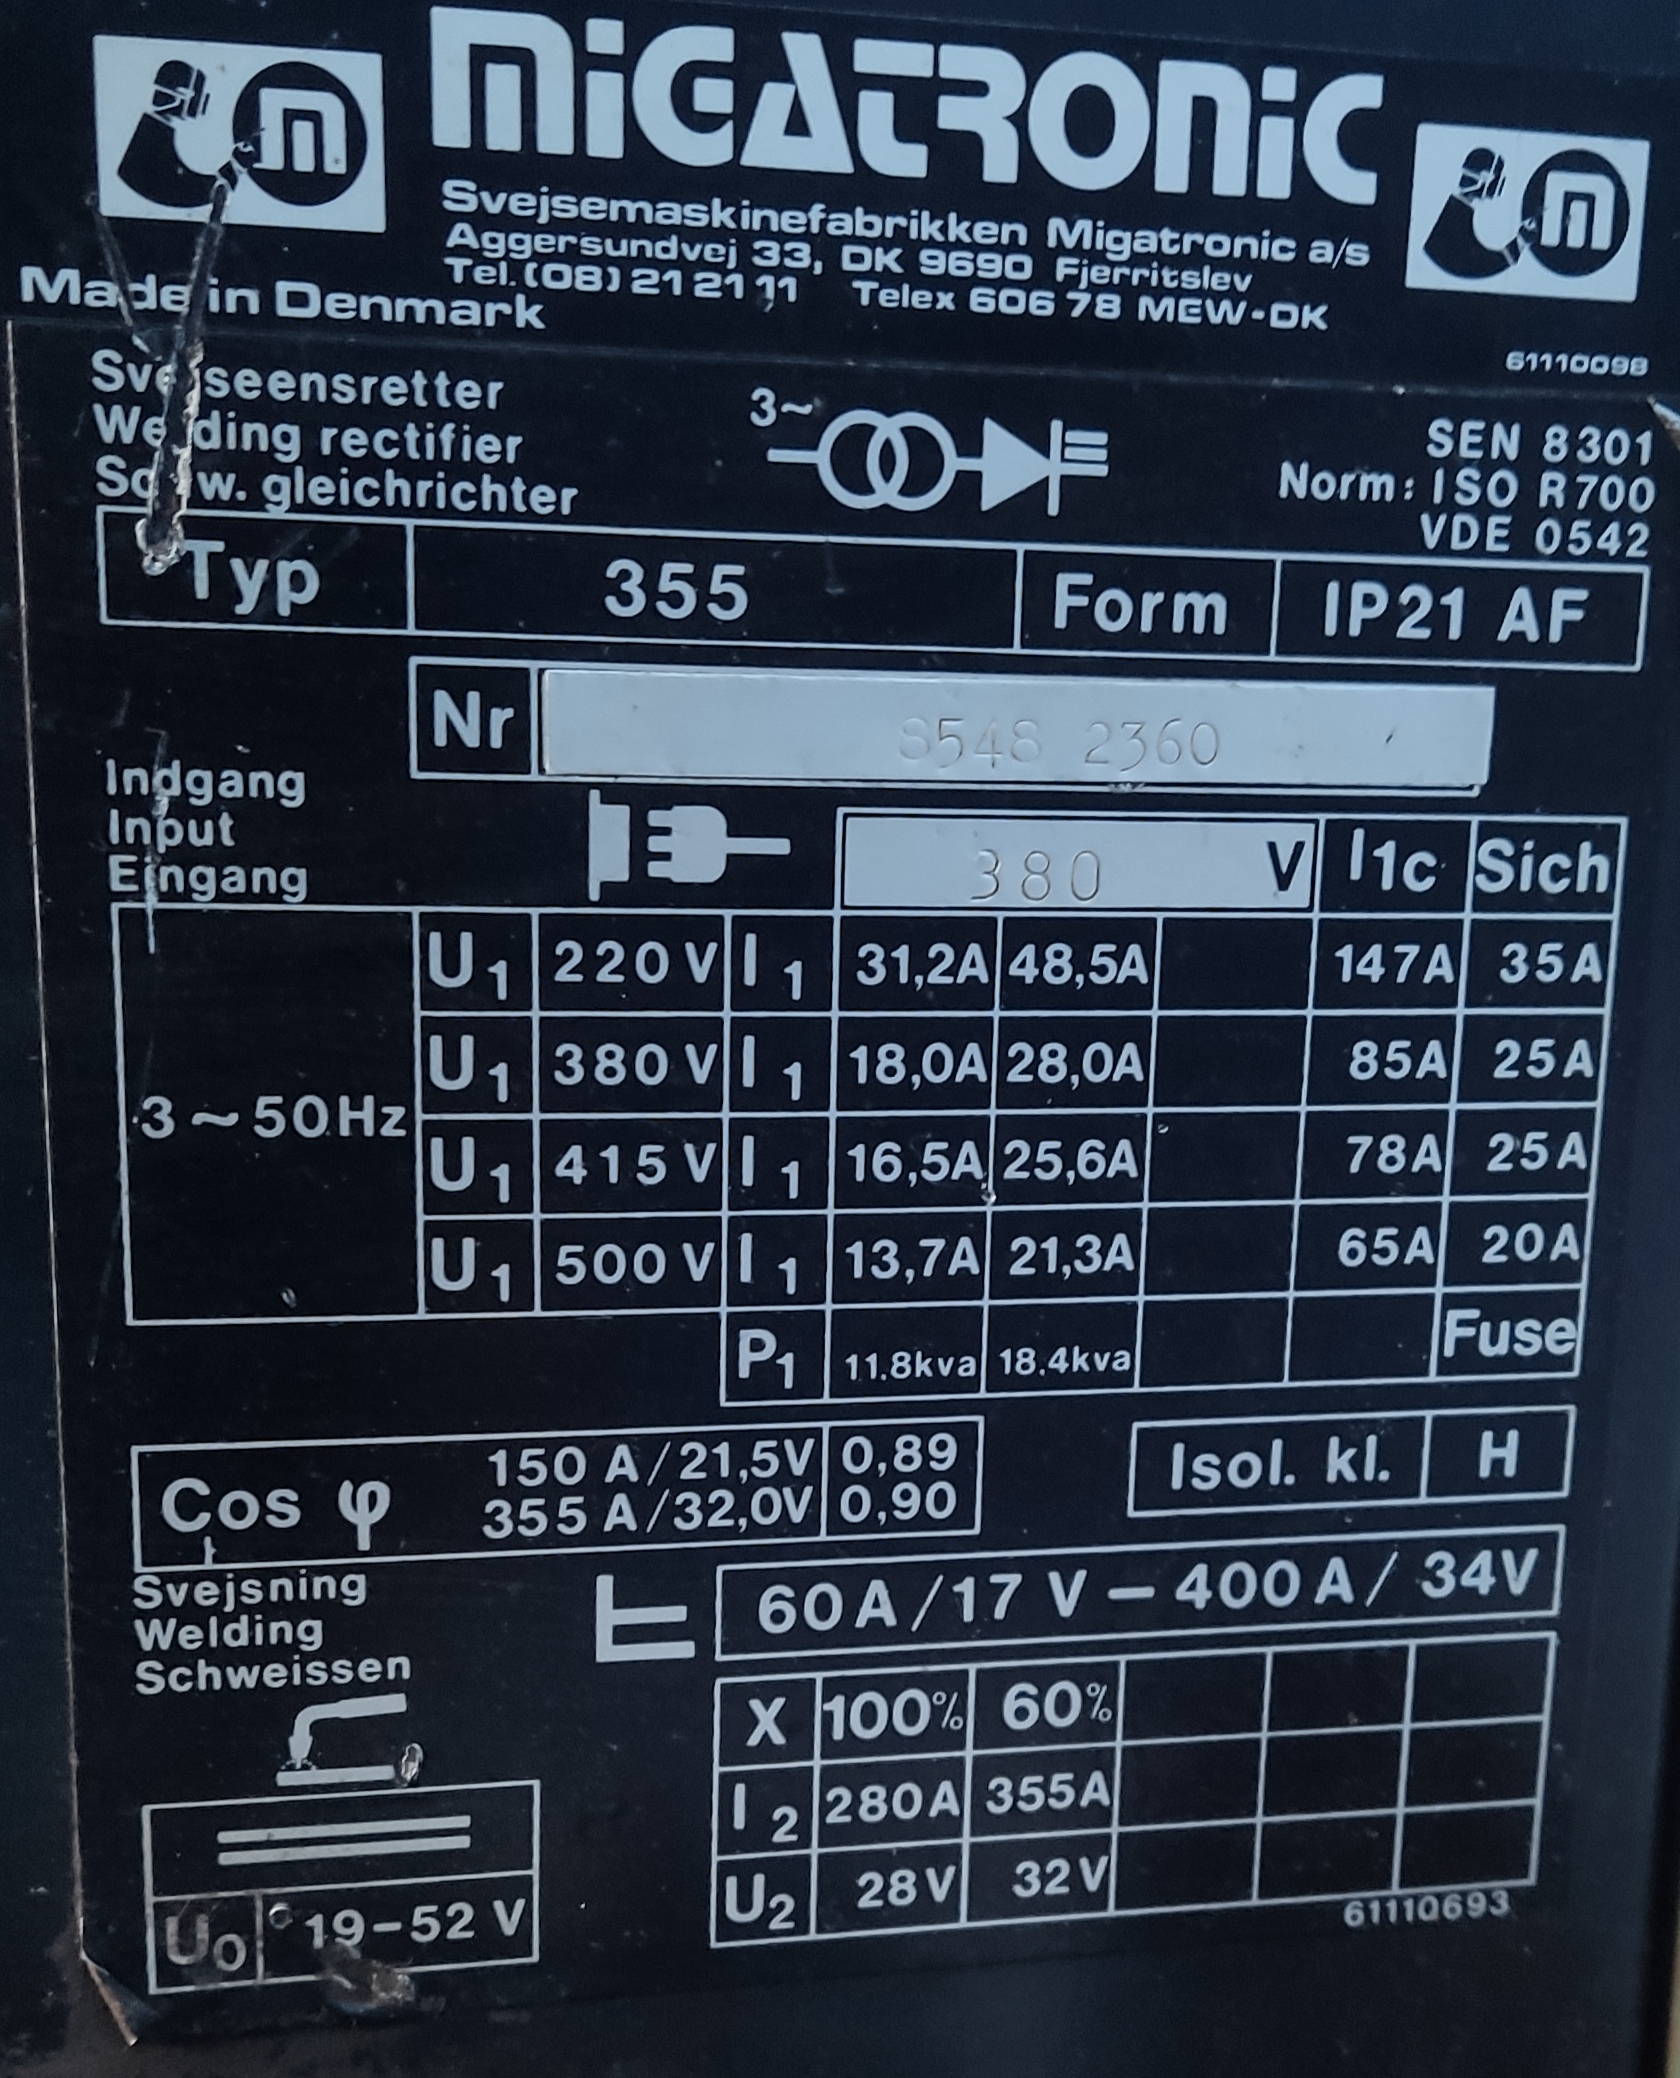 MIGATRONIC
Svejsemaskinefabrikken Migatronic a/s
Aggersundvej 33, DK 9690 Fjerritslev
Tel. (08) 21 21 11 Telex 606 78 MEW-DK
Made in Denmark
61110098
Svejseensretter
Welding rectifier
Schw. gleichrichter
3~
SEN 8301
Norm: ISO R700
VDE 0542
Typ 355 Form IP21 AF
Nr 8548 2360
Indgang
Input
Eingang
380 V I1c Sich
3~50Hz
U1 220 V I1 31,2A 48,5A 147A 35A
U1 380 V I1 18,0A 28,0A 85A 25A
U1 415 V I1 16,5A 25,6A 78A 25A
U1 500 V I1 13,7A 21,3A 65A 20A
P1 11.8kva 18.4kva Fuse
Cos φ 150 A/21,5V 0,89
355 A/32,0V 0,90
Isol. kl. H
Svejsning
Welding
Schweissen
60A/17 V – 400A/ 34V
X 100% 60%
I2 280A 355A
U2 28V 32V
U0 19-52 V
61110693